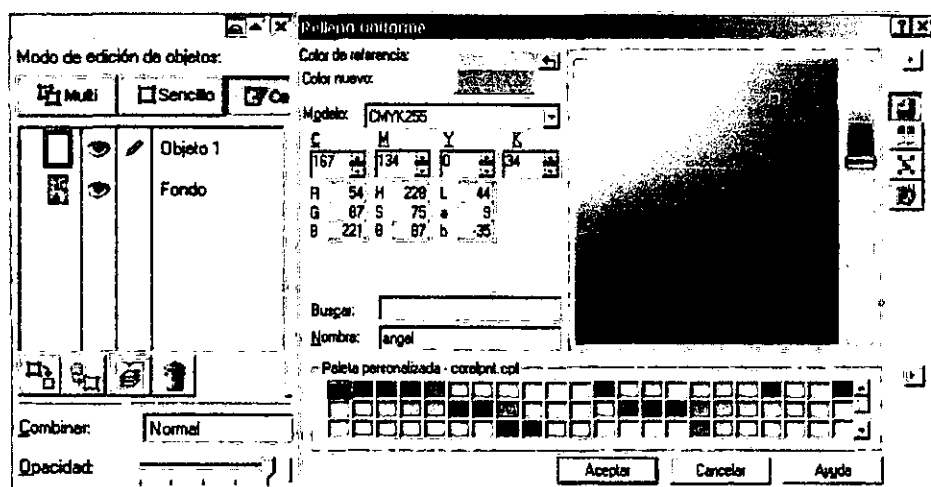 Modo de edición de objetos:
Multi
Sencillo
Objeto 1
Fondo
Combinar:
Normal
Opacidad:
Relleno uniforme
Color de referencia:
Color nuevo:
Modelo: CMYK255
C M Y K
167 134 0 34
R 54 H 228 L 44
G 87 S 75 a 9
B 221 B 87 b -35
Buscar:
Nombre: angel
Paleta personalizada - corelpnt.cpl
Aceptar Cancelar Ayuda